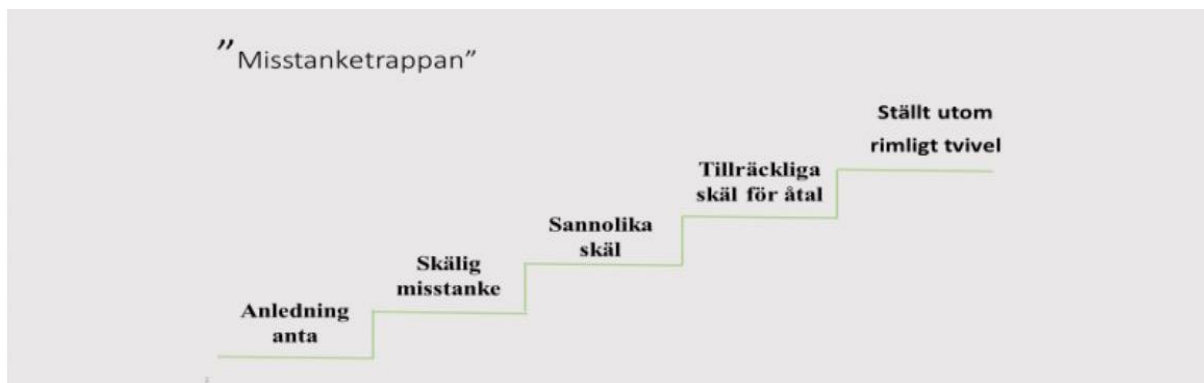 ”Misstanketrappan”
Ställt utom
rimligt tvivel
Tillräckliga
skäl för åtal
Sannolika
skäl
Skälig
misstanke
Anledning
anta